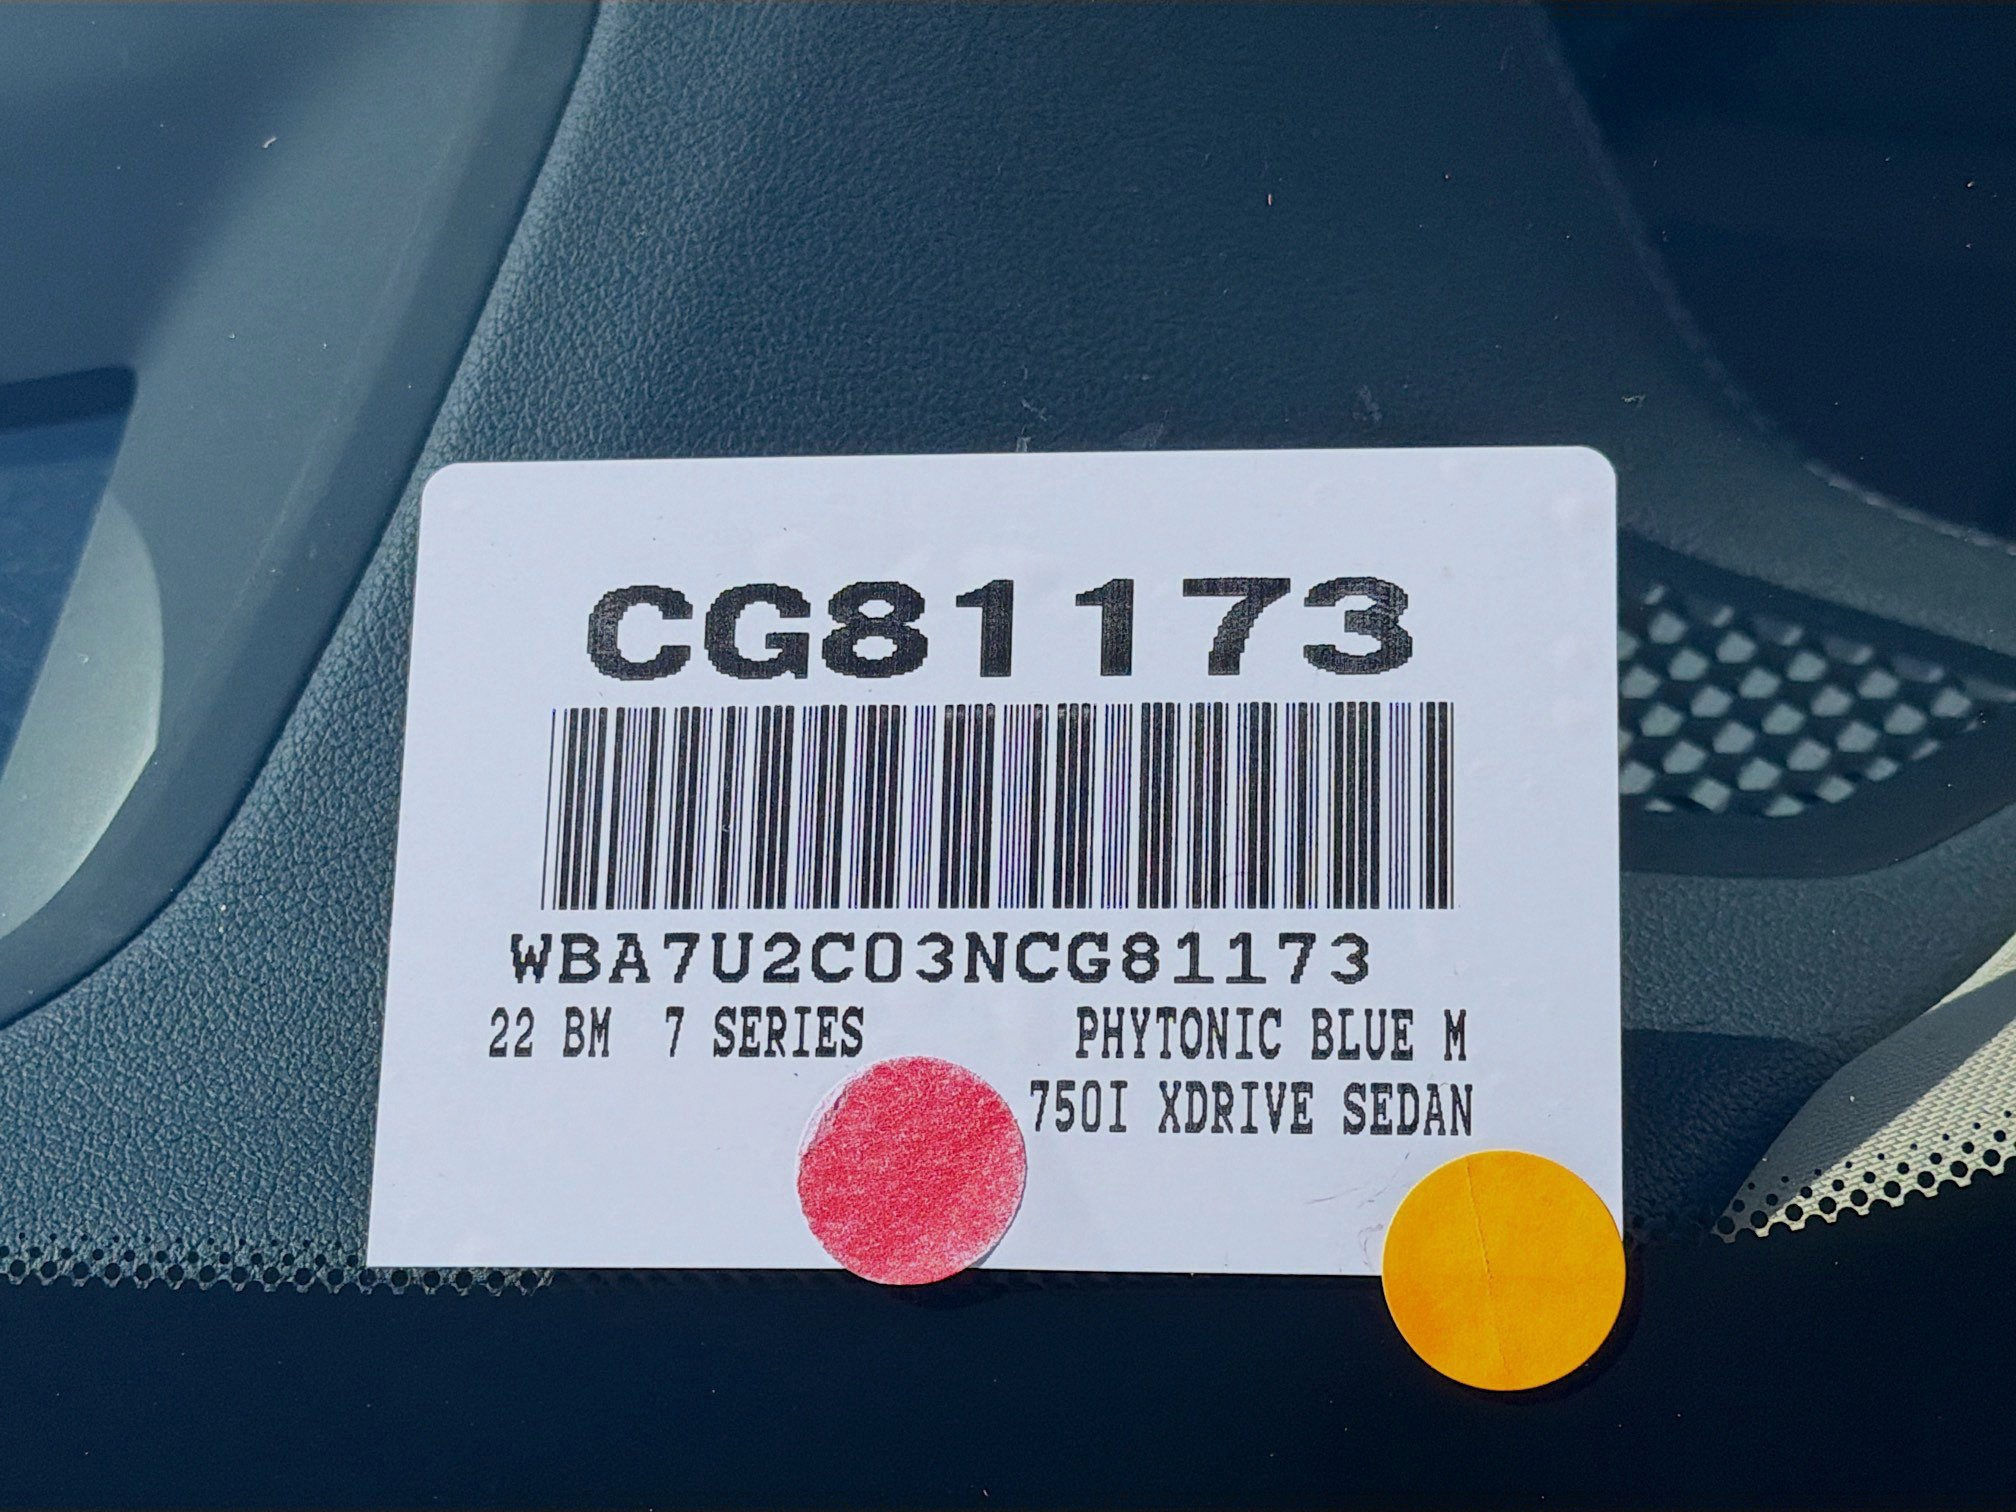 CG81173
WBA7U2C03NCG81173
22 BM 7 SERIES PHYTONIC BLUE M
750I XDRIVE SEDAN